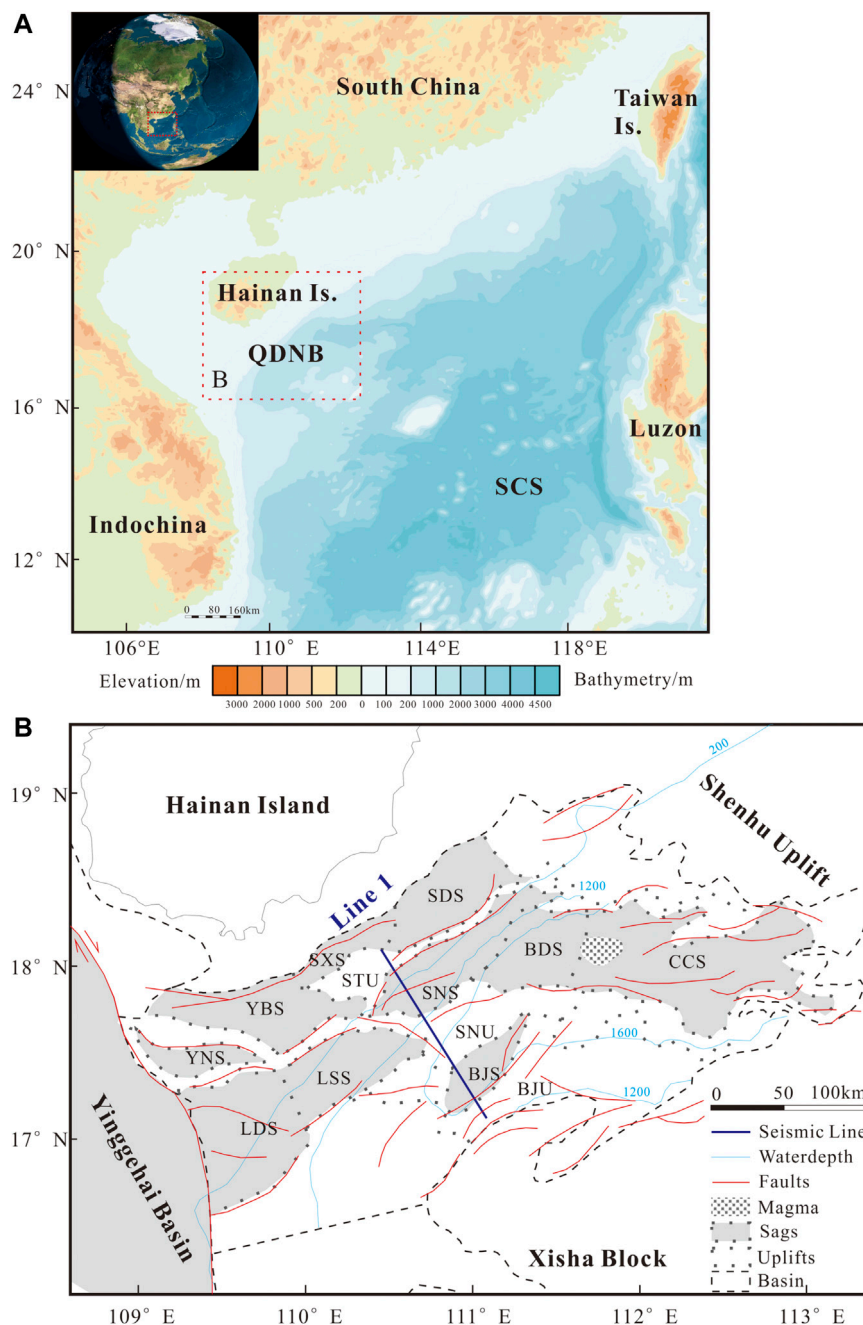 A
South China
Taiwan
Is.
24° N
20° N
16° N
12° N
Hainan Is.
QDNB
B
Luzon
SCS
Indochina
0 80 160km
106°E
110° E
114°E
118°E
Elevation/m
Bathymetry/m
3000 2000 1000 500 200 0 100 200 1000 2000 3000 4000 4500
B
200
19° N
Hainan Island
Shenhu Uplift
Line 1
1200
SDS
BDS
18° N
SXS
CCS
STU
SNS
YBS
SNU
1600
YNS
LSS
BJS
1200
BJU
0 50 100km
LDS
17° N
Seismic Line
Waterdepth
Faults
Magma
Sags
Uplifts
Basin
Yinggehai Basin
Xisha Block
109° E
110° E
111° E
112° E
113° E